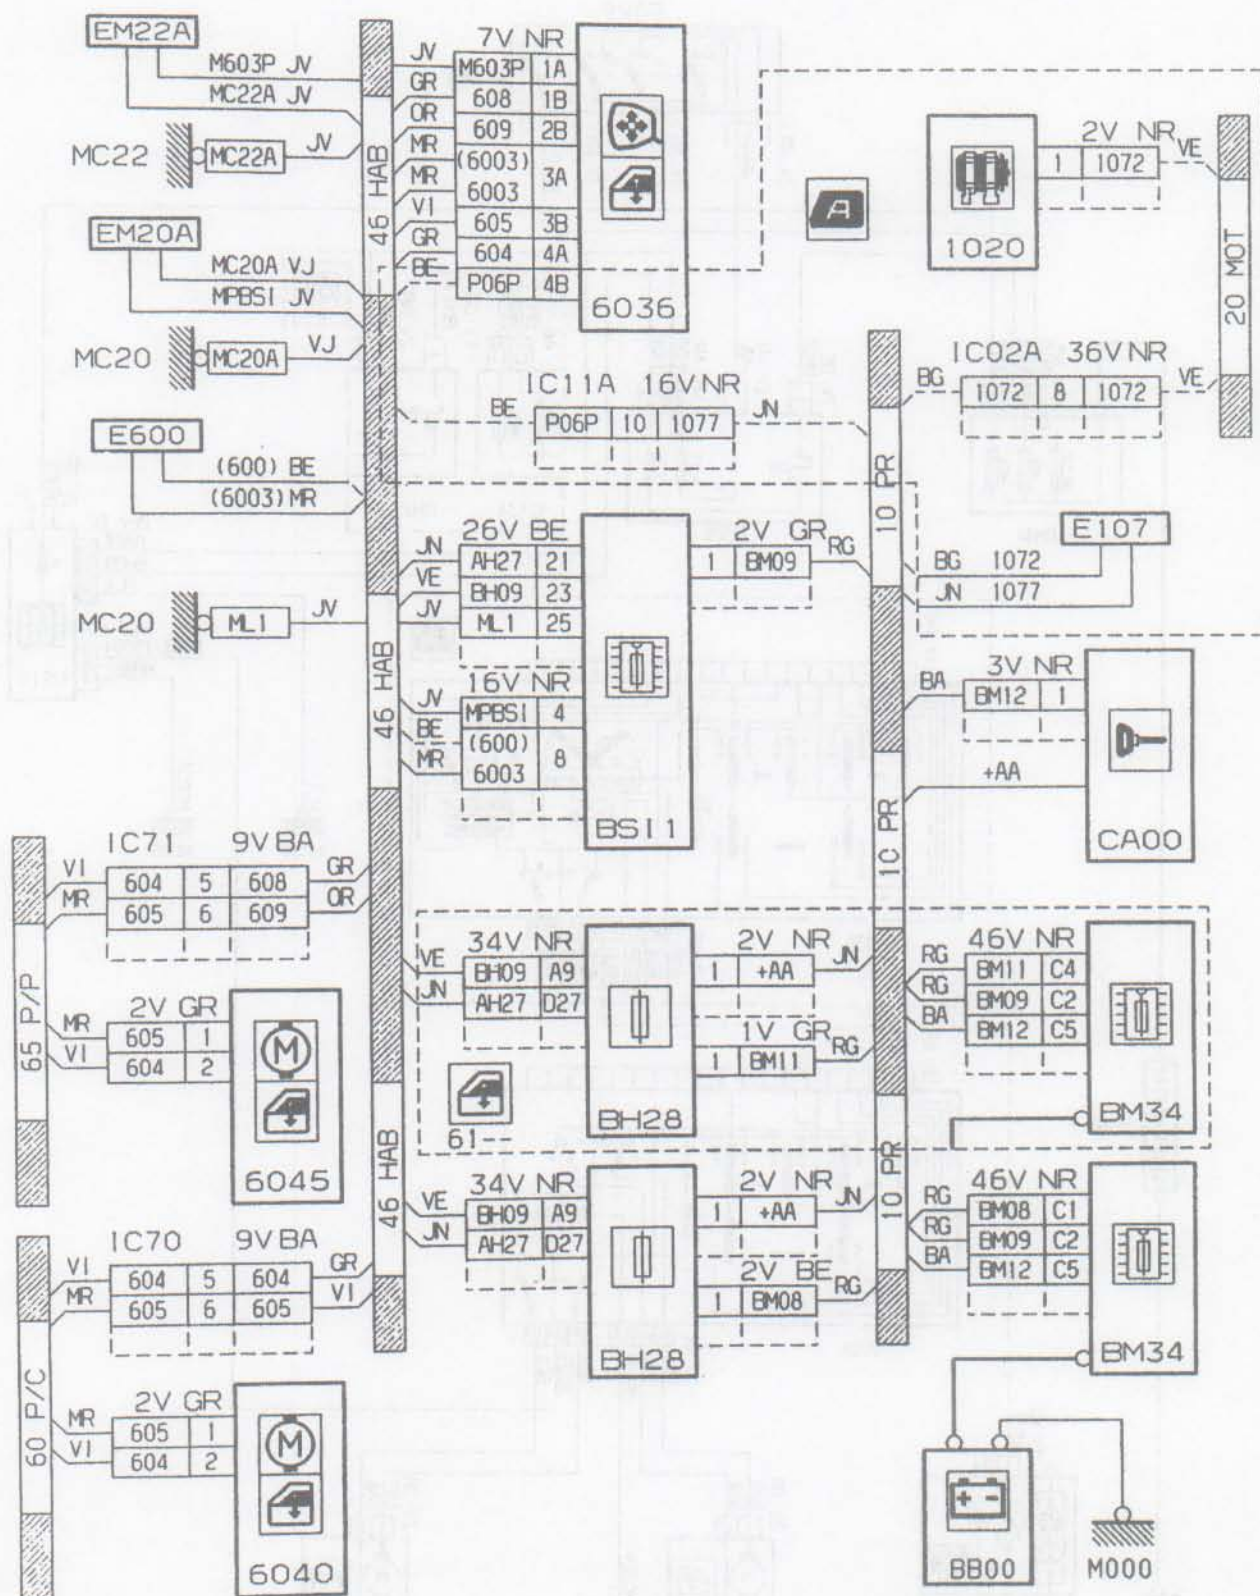 EM22A
M603P JV
MC22A JV
MC22
MC22A
JV
46 HAB
7V NR
JV M603P 1A
GR 608 1B
OR 609 2B
MR (6003)
3A
MR 6003
VI 605 3B
GR 604 4A
BE P06P 4B
6036
A
2V NR
1 1072 VE
1020
20 MOT
EM20A
MC20A VJ
MPBSI JV
MC20
MC20A
VJ
IC11A 16V NR
BE P06P 10 1077 JN
IC02A 36V NR
BG 1072 8 1072 VE
10 PR
E600
(600) BE
(6003) MR
26V BE
JN AH27 21
VE BH09 23
JV ML1 25
2V GR
1 BM09 RG
E107
BG 1072
JN 1077
MC20
ML1
JV
46 HAB
16V NR
JV MPBSI 4
BE (600)
8
MR 6003
BSI1
3V NR
BA BM12 1
+AA
CA00
10 PR
IC71 9V BA
VI 604 5 608 GR
MR 605 6 609 OR
65 P/P
2V GR
MR 605 1
VI 604 2
M
6045
34V NR
VE BH09 A9
JN AH27 D27
2V NR
1 +AA JN
1V GR
1 BM11 RG
61--
BH28
46V NR
RG BM11 C4
RG BM09 C2
BA BM12 C5
BM34
46 HAB
10 PR
34V NR
VE BH09 A9
JN AH27 D27
2V NR
1 +AA JN
2V BE
1 BM08 RG
BH28
46V NR
RG BM08 C1
RG BM09 C2
BA BM12 C5
BM34
IC70 9V BA
VI 604 5 604 GR
MR 605 6 605 VI
60 P/C
2V GR
MR 605 1
VI 604 2
M
6040
+ -
BB00
M000